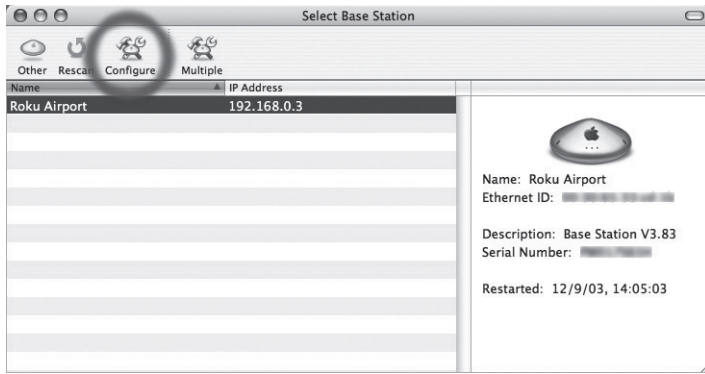 Select Base Station
Other Rescan Configure Multiple
Name IP Address
Roku Airport 192.168.0.3
Name: Roku Airport
Ethernet ID:
Description: Base Station V3.83
Serial Number:
Restarted: 12/9/03, 14:05:03